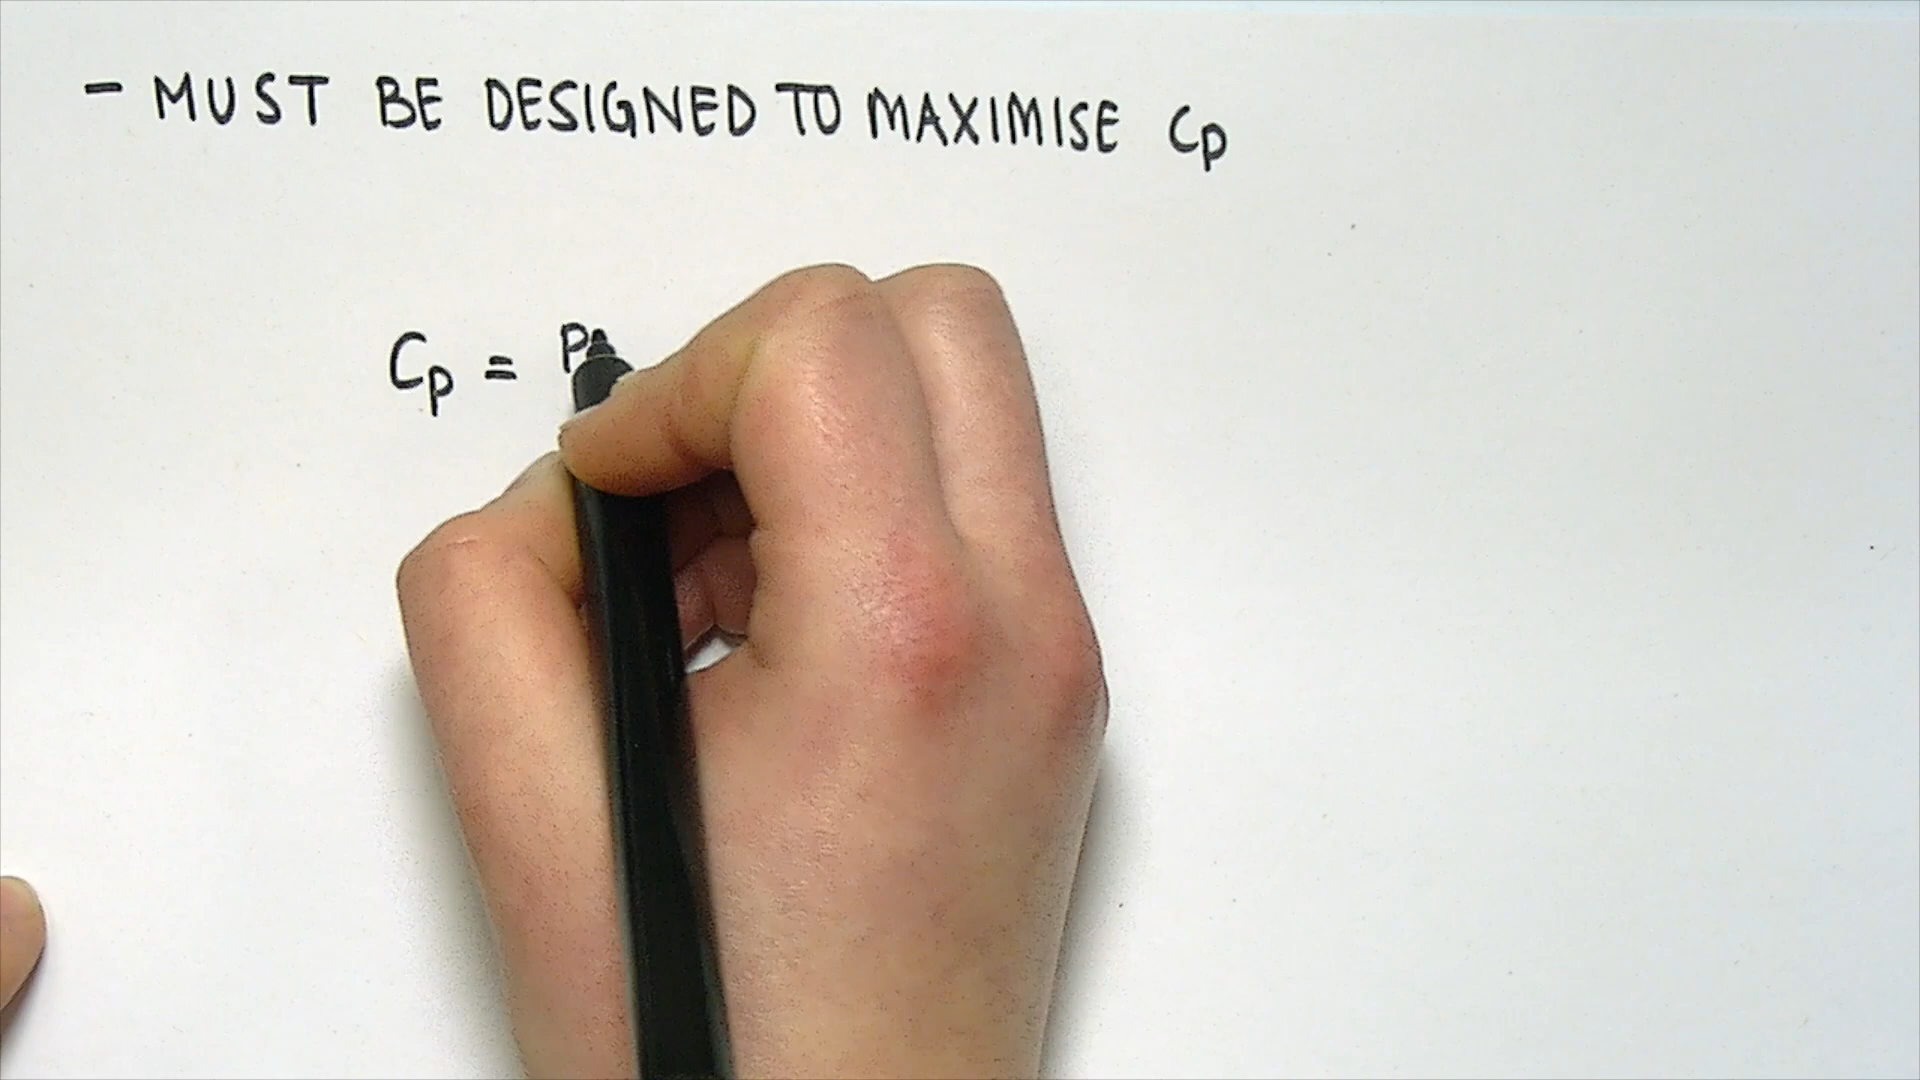 - MUST BE DESIGNED TO MAXIMISE Cp
Cp = P